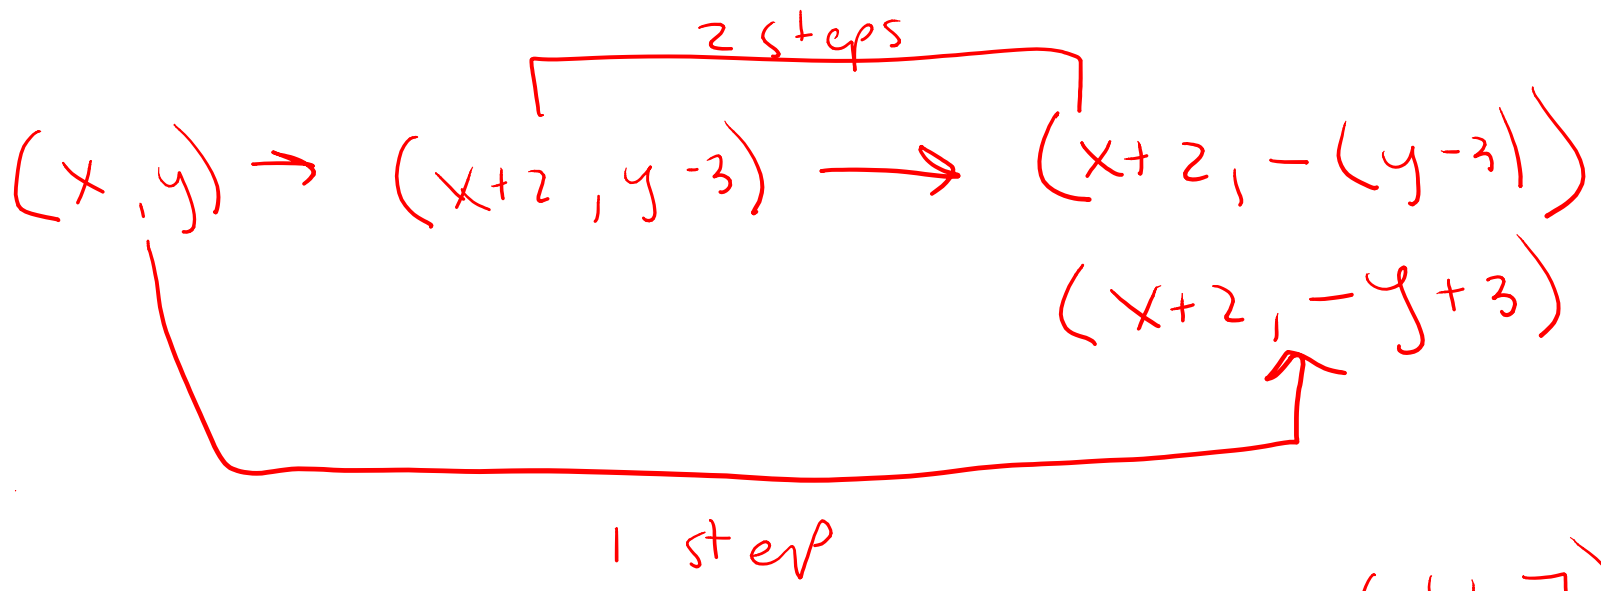 2 steps
(x, y) → (x+2, y-3) → (x+2, -(y-3))
(x+2, -y+3)
1 step